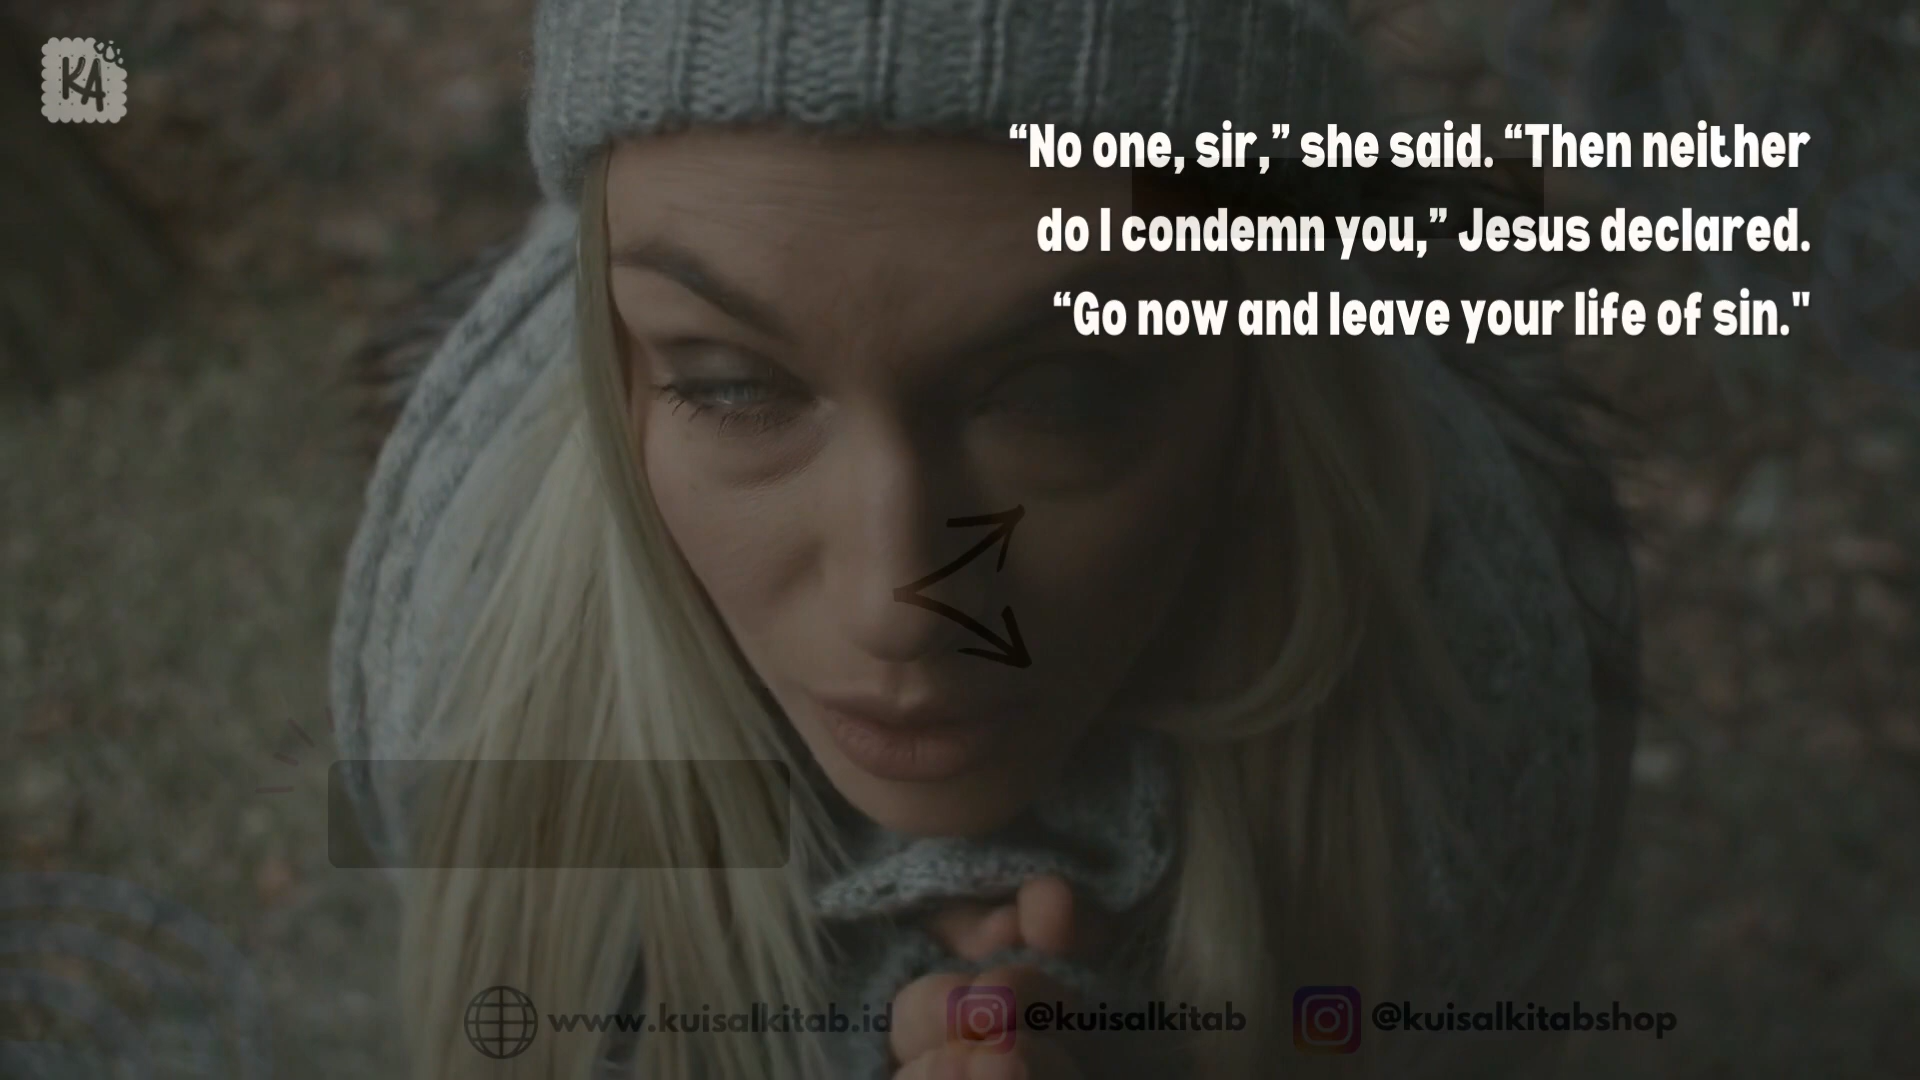 KA
“No one, sir,” she said. “Then neither
do I condemn you,” Jesus declared.
“Go now and leave your life of sin."
www.kuisalkitab.id @kuisalkitab @kuisalkitabshop